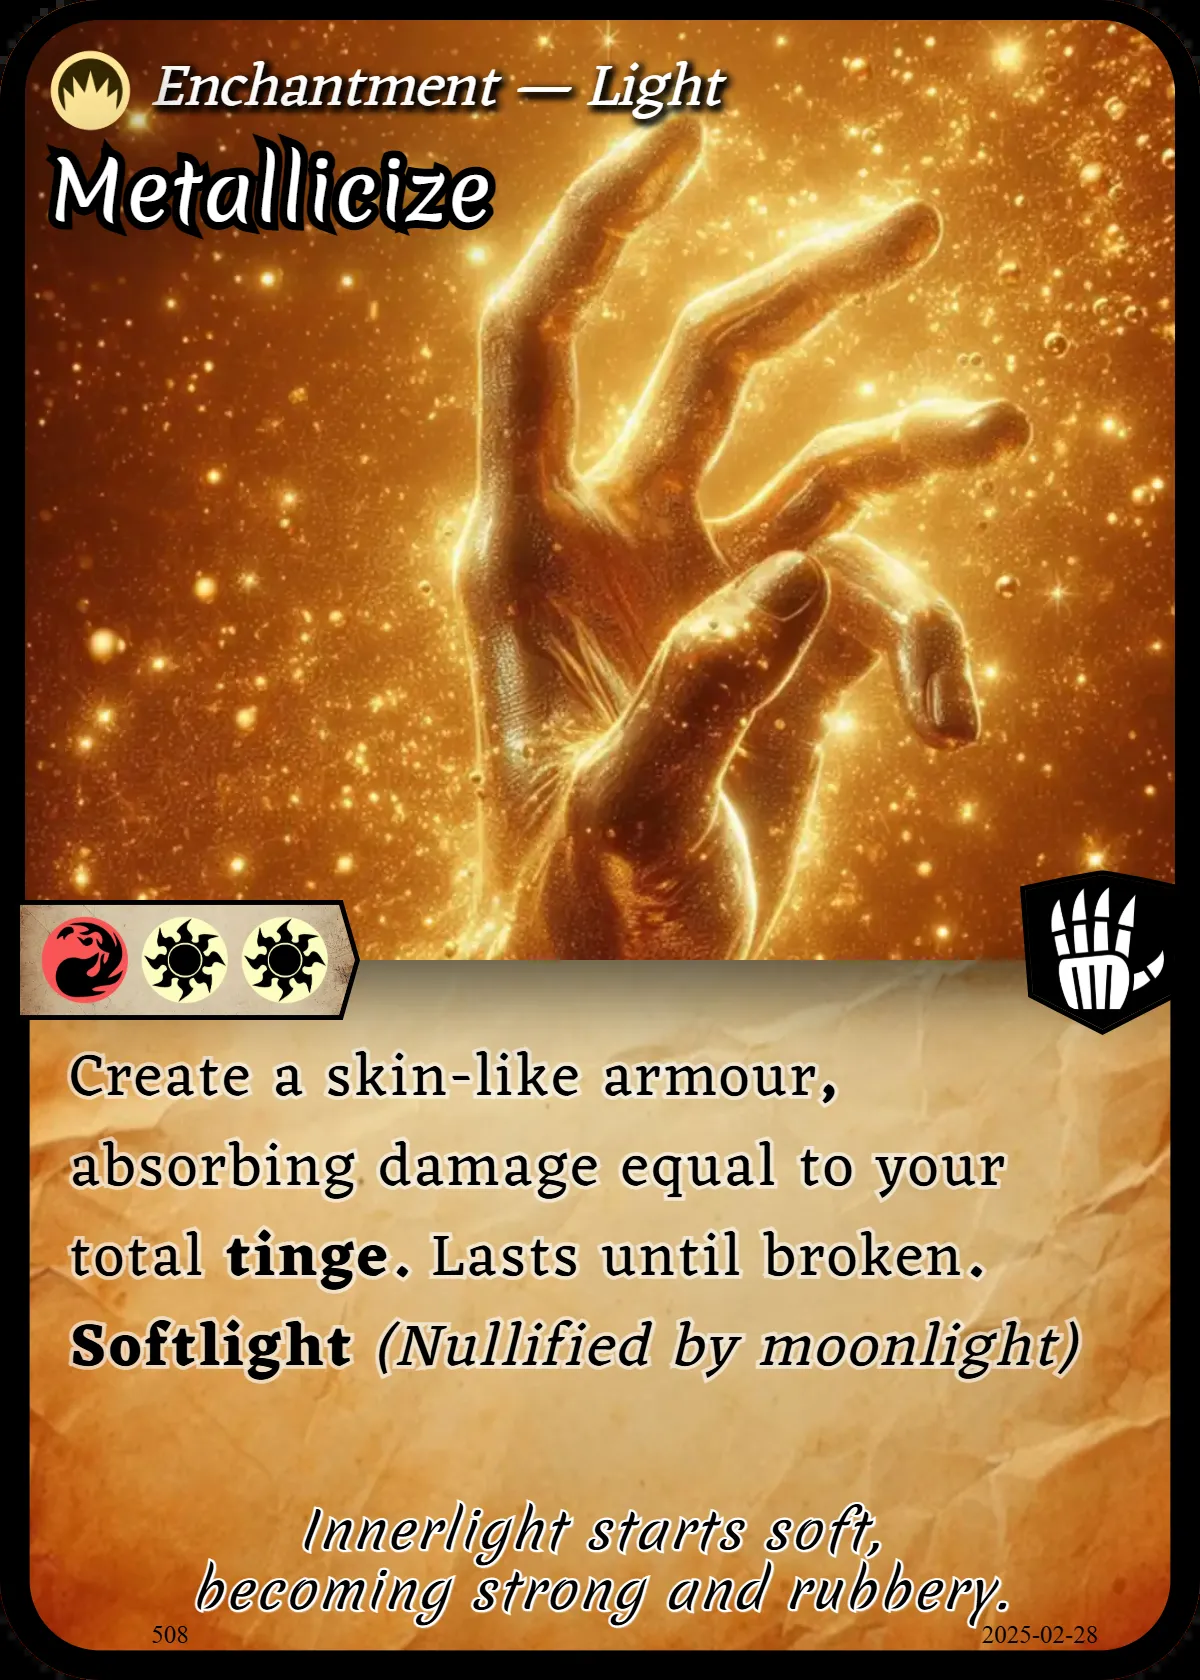 Enchantment — Light
Metallicize
Create a skin-like armour,
absorbing damage equal to your
total tinge. Lasts until broken.
Softlight (Nullified by moonlight)
Innerlight starts soft,
becoming strong and rubbery.
508
2025-02-28